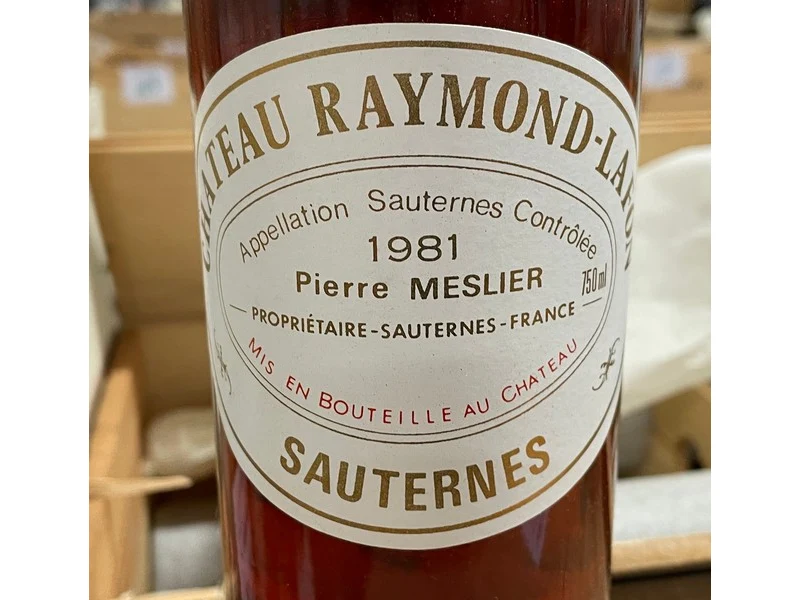 CHATEAU RAYMOND-LAFON
Appellation Sauternes Contrôlée
1981
Pierre MESLIER
750 ml
PROPRIÉTAIRE-SAUTERNES-FRANCE
MIS EN BOUTEILLE AU CHATEAU
SAUTERNES